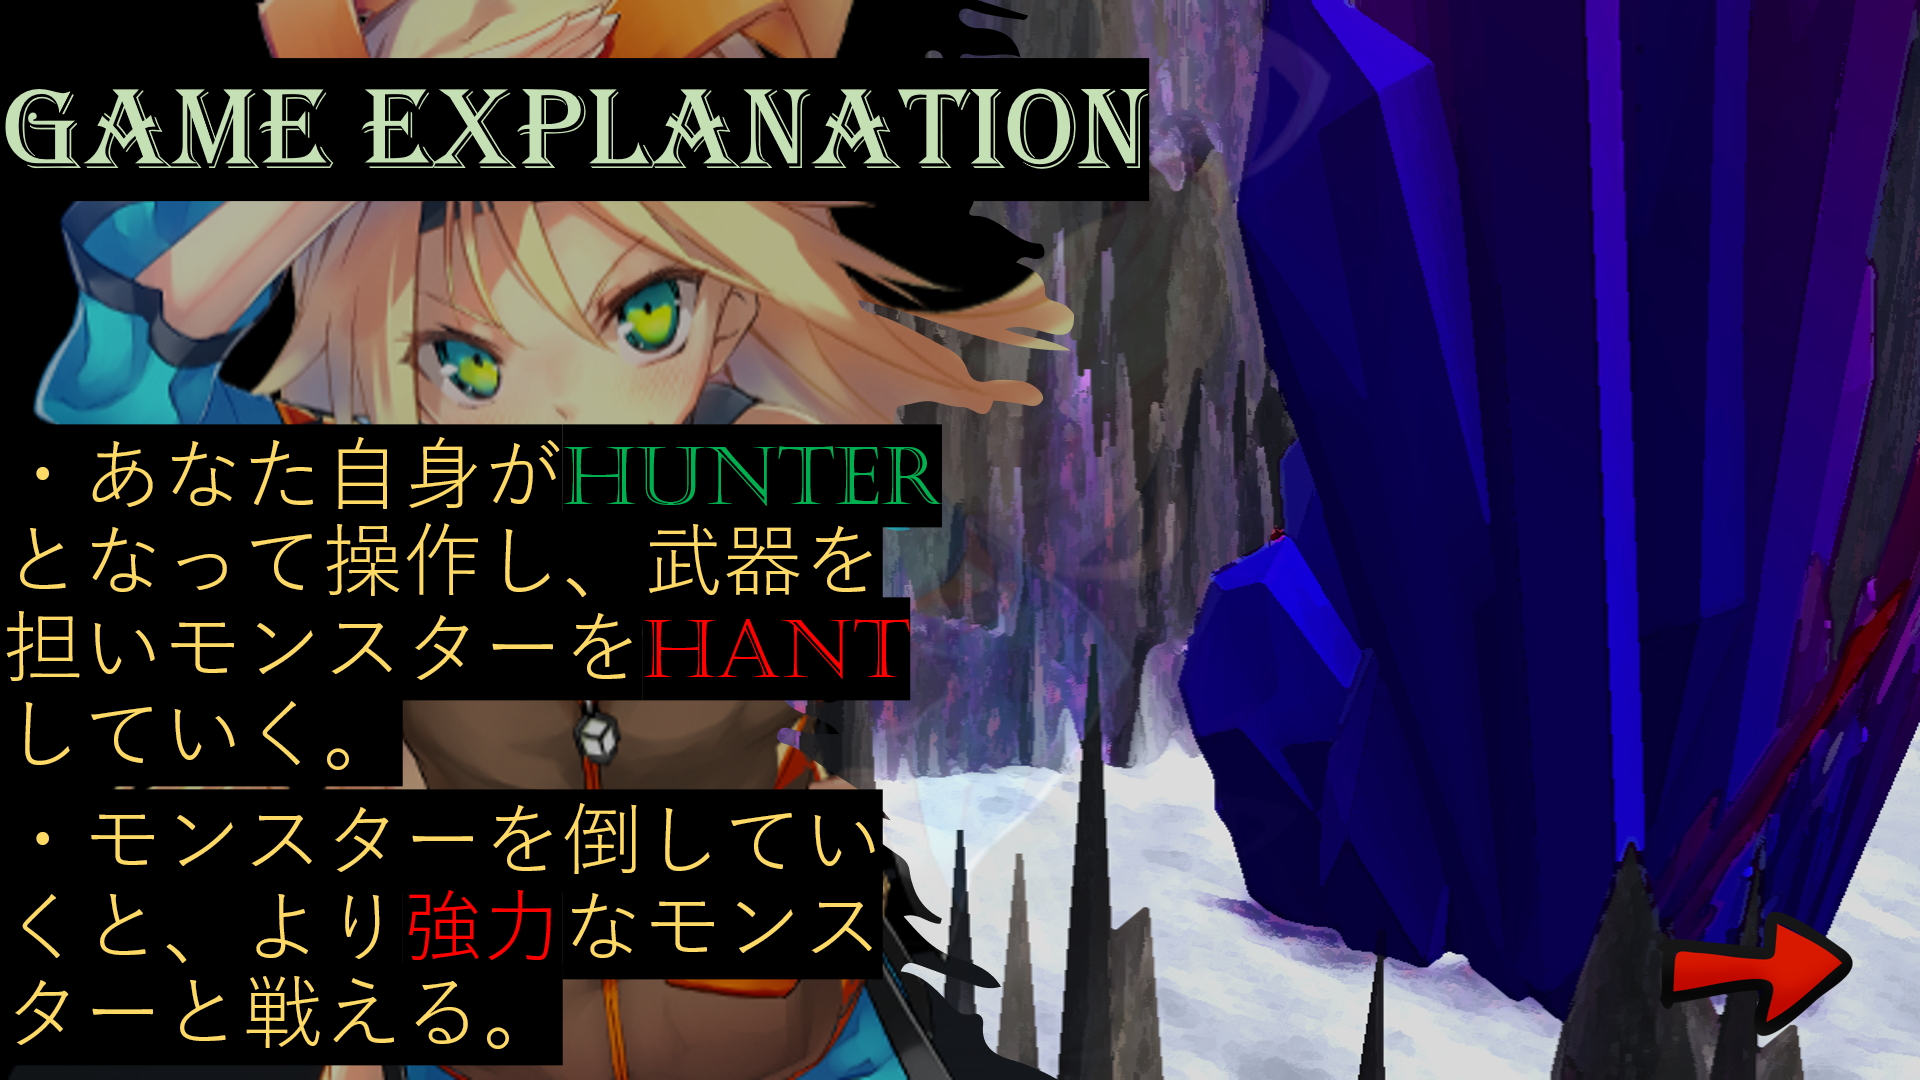 GAME EXPLANATION
・あなた自身がHUNTER
となって操作し、武器を
担いモンスターをHANT
していく。
・モンスターを倒してい
くと、より強力なモンス
ターと戦える。